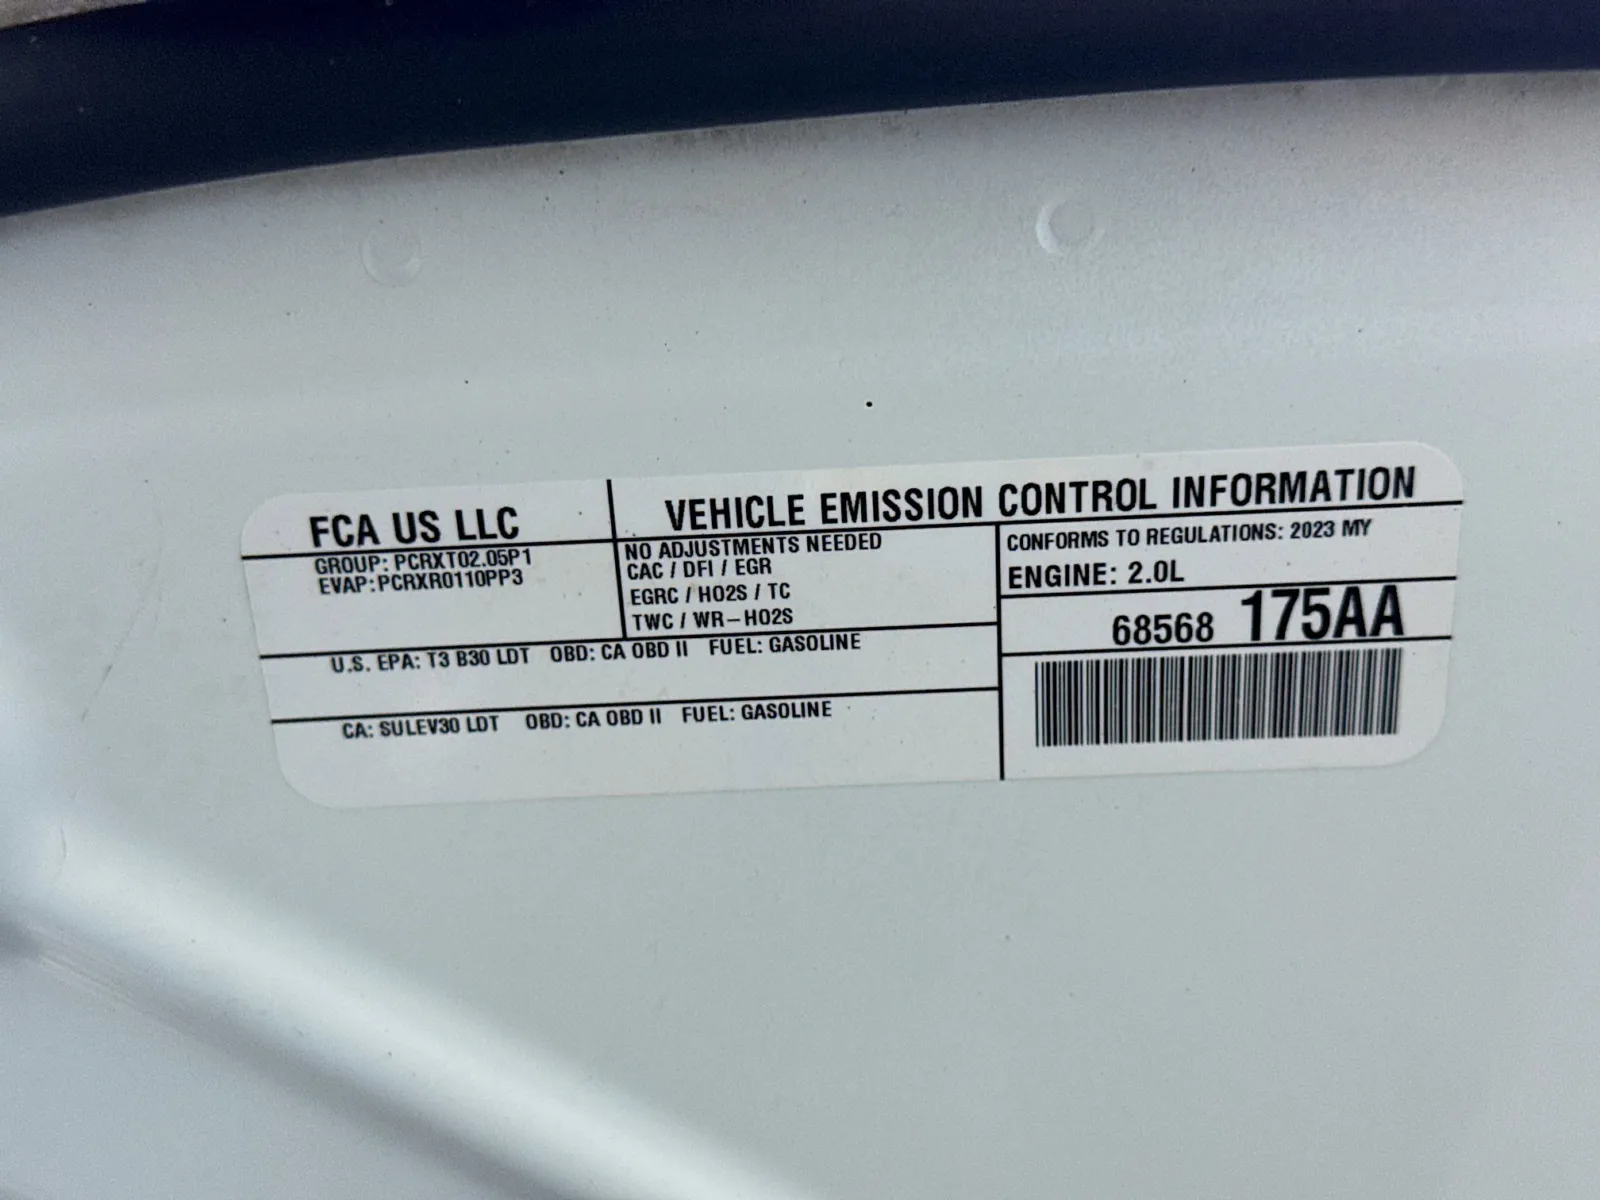 FCA US LLC
VEHICLE EMISSION CONTROL INFORMATION
GROUP: PCRXT02.05P1
EVAP:PCRXR0110PP3
NO ADJUSTMENTS NEEDED
CAC / DFI / EGR
EGRC / HO2S / TC
TWC / WR-HO2S
CONFORMS TO REGULATIONS: 2023 MY
ENGINE: 2.0L
68568 175AA
U.S. EPA: T3 B30 LDT OBD: CA OBD II FUEL: GASOLINE
CA: SULEV30 LDT OBD: CA OBD II FUEL: GASOLINE